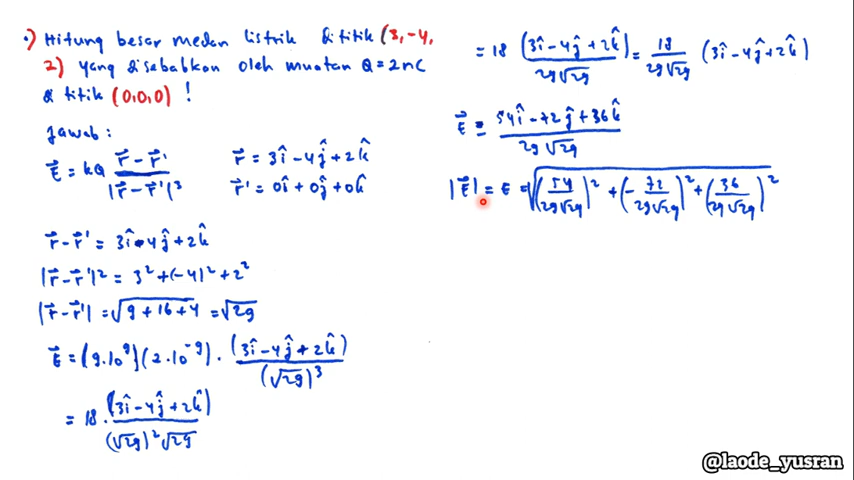 •) Hitung besar medan listrik di titik (3, -4,
2) yang disebabkan oleh muatan Q = 2 nC
di titik (0,0,0) !
Jawab :
E⃗ = kQ (r⃗ - r⃗') / |r⃗ - r⃗'|³
r⃗ = 3î - 4ĵ + 2k̂
r⃗' = 0î + 0ĵ + 0k̂
r⃗ - r⃗' = 3î - 4ĵ + 2k̂
|r⃗ - r⃗'|² = 3² + (-4)² + 2²
|r⃗ - r⃗'| = √(9 + 16 + 4) = √29
E⃗ = (9.10⁹)(2.10⁻⁹) . (3î - 4ĵ + 2k̂) / (√29)³
= 18 . (3î - 4ĵ + 2k̂) / (√29)² √29
= 18 (3î - 4ĵ + 2k̂) / 29√29 = 18 / 29√29 (3î - 4ĵ + 2k̂)
E⃗ = 54î - 72ĵ + 36k̂ / 29√29
|E⃗| = E = √((54 / 29√29)² + (- 72 / 29√29)² + (36 / 29√29)²)
@laode_yusran